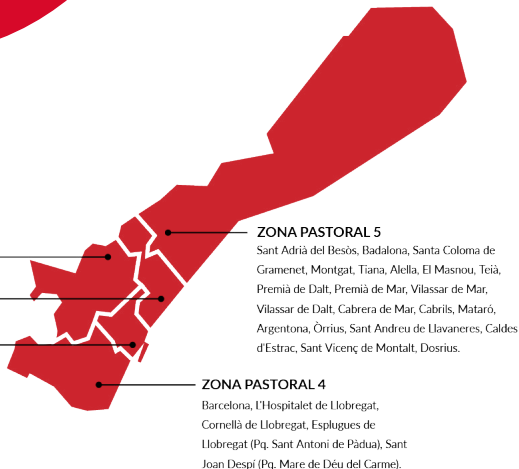 ZONA PASTORAL 5
Sant Adrià del Besòs, Badalona, Santa Coloma de
Gramenet, Montgat, Tiana, Alella, El Masnou, Teià,
Premià de Dalt, Premià de Mar, Vilassar de Mar,
Vilassar de Dalt, Cabrera de Mar, Cabrils, Mataró,
Argentona, Òrrius, Sant Andreu de Llavaneres, Caldes
d'Estrac, Sant Vicenç de Montalt, Dosrius.
ZONA PASTORAL 4
Barcelona, L'Hospitalet de Llobregat,
Cornellà de Llobregat, Esplugues de
Llobregat (Pq. Sant Antoni de Pàdua), Sant
Joan Despí (Pq. Mare de Déu del Carme).